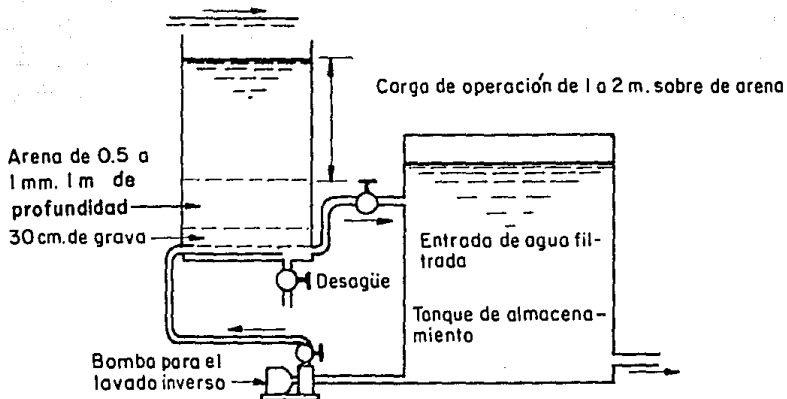 Carga de operación de 1 a 2 m. sobre de arena
Arena de 0.5 a
1 mm. 1 m de
profundidad
30 cm. de grava
Entrada de agua fil-
trada
Desagüe
Tanque de almacena-
miento
Bomba para el
lavado inverso